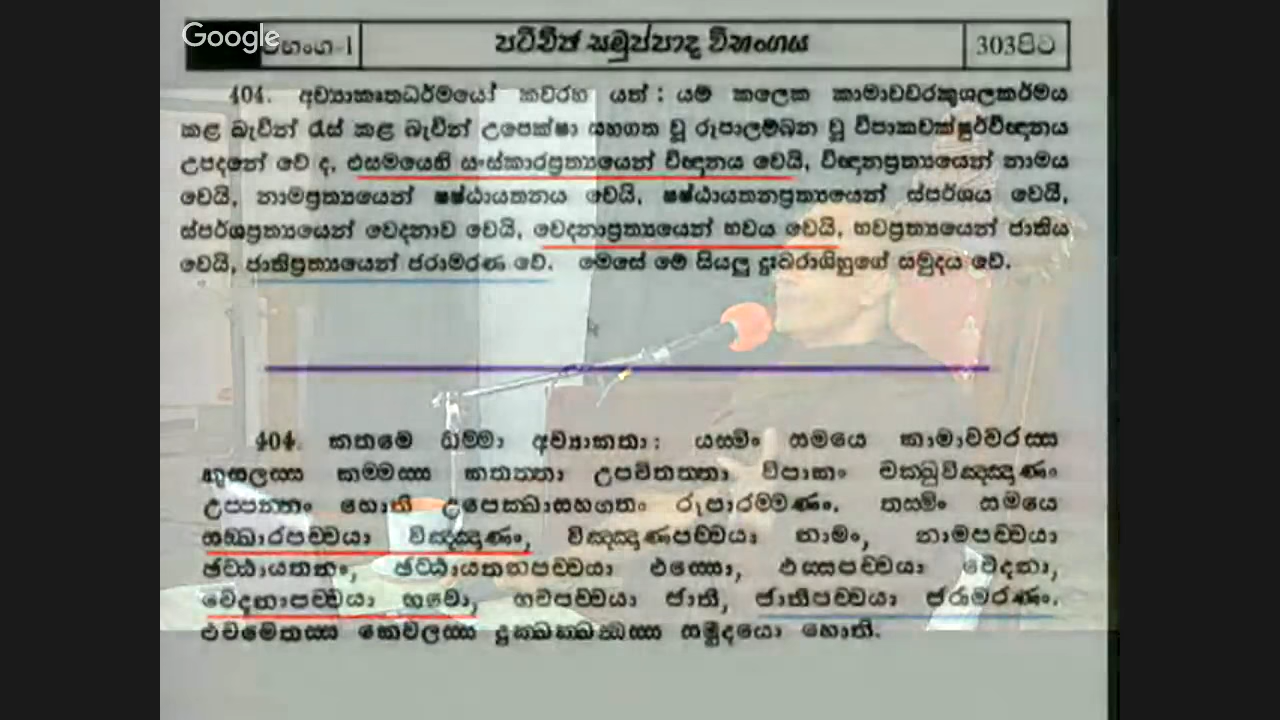 Google
භංග-1 පටිච්ඡ සමුප්පාද විභංගය 303පිට
404. අව්‍යාකෘතධර්මයෝ කවරහ යත් : යම් කලෙක කාමාවචරකුශලකර්මය
කළ බැවින් රැස් කළ බැවින් උපෙක්ෂා සහගත වූ රූපාලම්බන වූ විපාකචක්ෂුර්විඥානය
උපදනේ වේ ද, එසමයෙහි සංස්කාරප්‍රත්‍යයෙන් විඥානය වෙයි, විඥානප්‍රත්‍යයෙන් නාමය
වෙයි, නාමප්‍රත්‍යයෙන් ෂෂ්ඨායතනය වෙයි, ෂෂ්ඨායතනප්‍රත්‍යයෙන් ස්පර්ශය වෙයි,
ස්පර්ශප්‍රත්‍යයෙන් වේදනාව වෙයි, වේදනාප්‍රත්‍යයෙන් භවය වෙයි, භවප්‍රත්‍යයෙන් ජාතිය
වෙයි, ජාතිප්‍රත්‍යයෙන් ජරාමරණ වේ. මෙසේ මේ සියලු දුඃඛරාශිහුගේ සමුදය වේ.
404. කතමෙ ධම්මා අව්‍යාකතා: යස්මිං සමයෙ කාමාවචරස්ස
කුසලස්ස කම්මස්ස කතත්තා උපචිතත්තා විපාකං චක්ඛුවිඤ්ඤාණං
උප්පන්නං හොති උපෙක්ඛාසහගතං රූපාරම්මණං. තස්මිං සමයෙ
සඞ්ඛාරපච්චයා විඤ්ඤාණං, විඤ්ඤාණපච්චයා නාමං, නාමපච්චයා
ඡට්ඨායතනං, ඡට්ඨායතනපච්චයා ඵස්සො, ඵස්සපච්චයා වෙදනා,
වෙදනාපච්චයා භවො, භවපච්චයා ජාති, ජාතිපච්චයා ජරාමරණං.
එවමෙතස්ස කෙවලස්ස දුක්ඛක්ඛන්ධස්ස සමුදයො හොති.